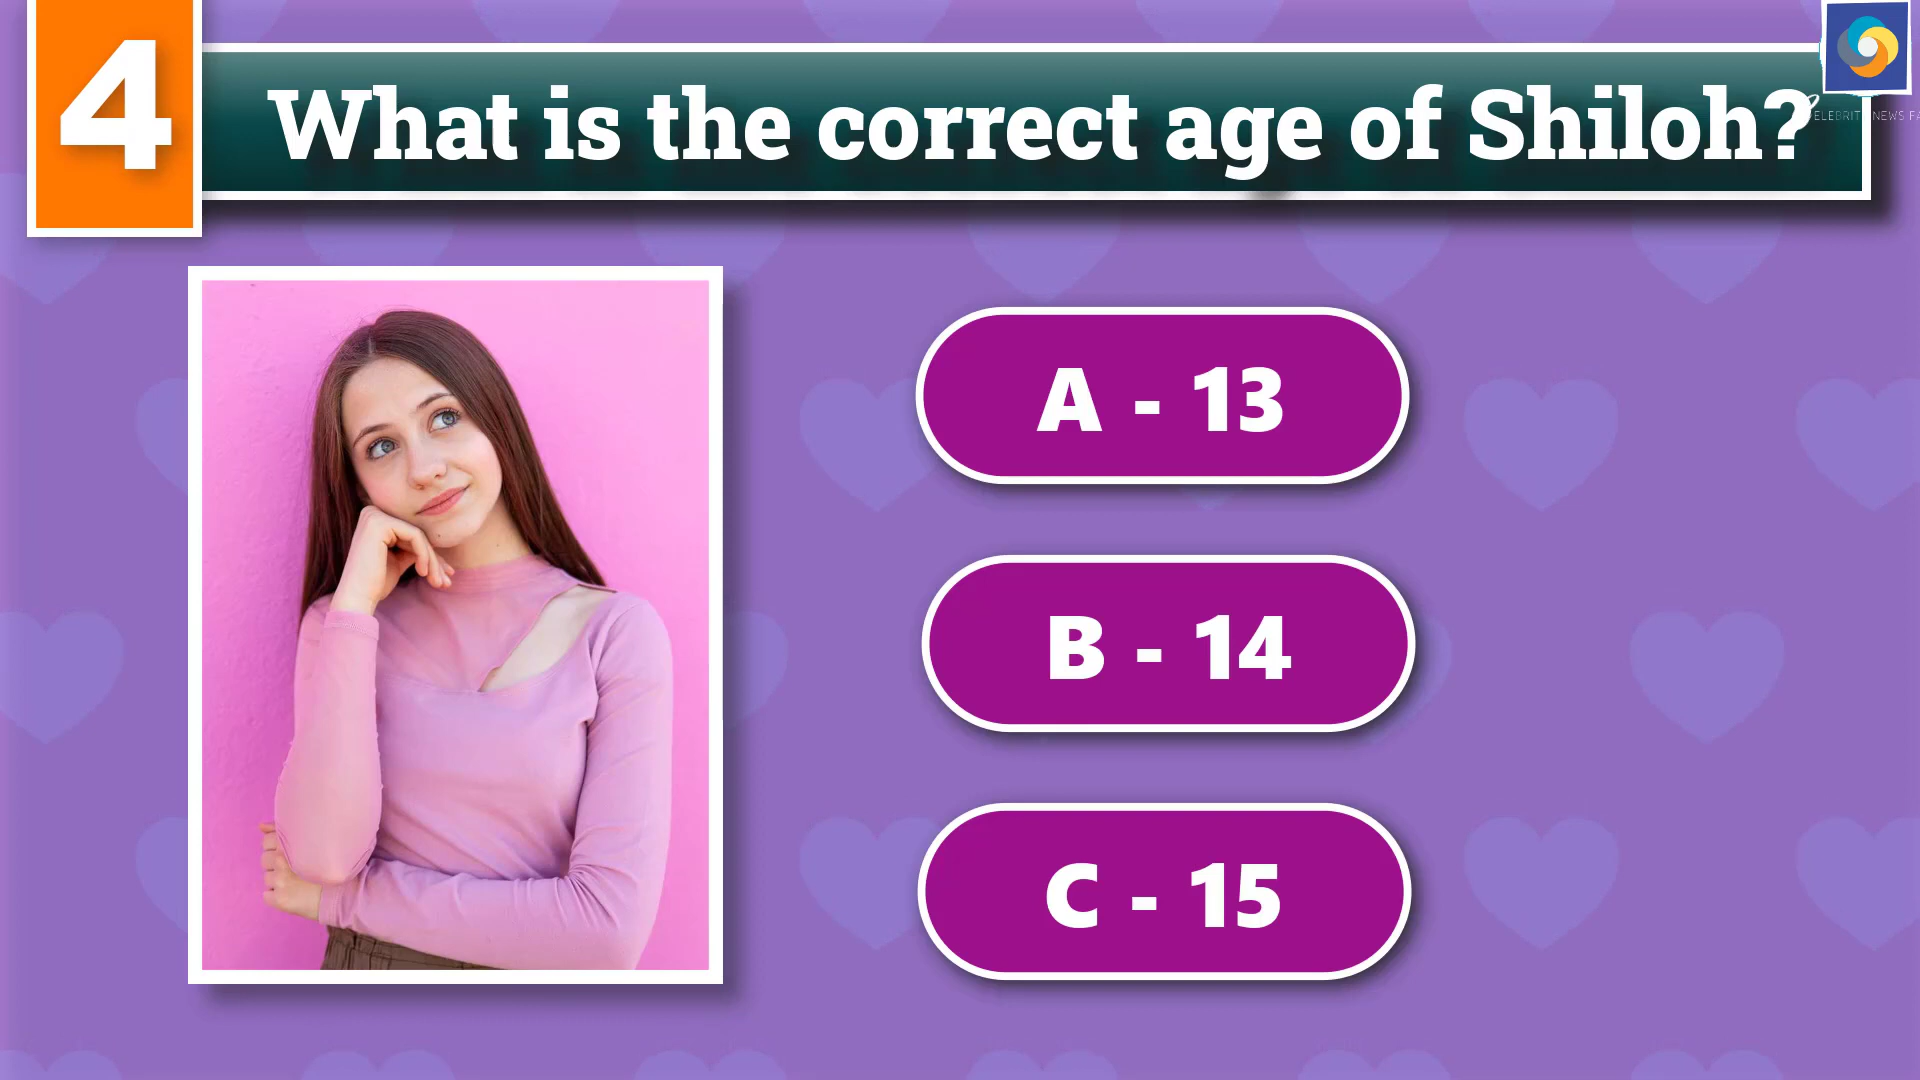 4
What is the correct age of Shiloh?
A - 13
B - 14
C - 15